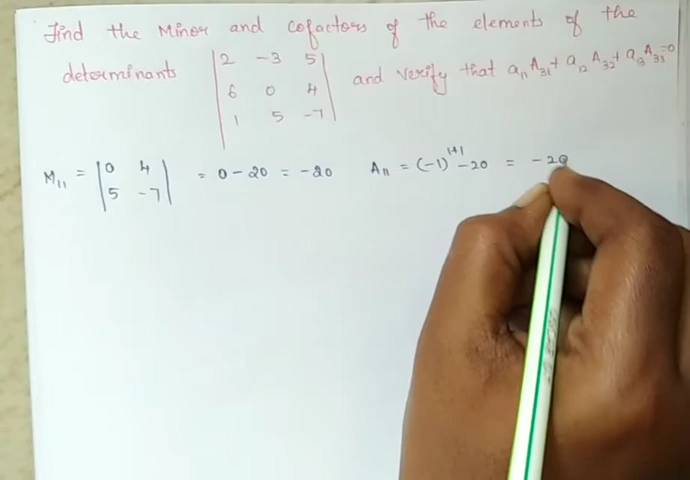 Find the Minor and cofactors of the elements of the
determinants | 2 -3 5 | and verify that a₁₁A₃₁ + a₁₂A₃₂ + a₁₃A₃₃ = 0
| 6 0 4 |
| 1 5 -7 |
M₁₁ = | 0 4 | = 0 - 20 = -20 A₁₁ = (-1)¹⁺¹ -20 = -20
| 5 -7 |